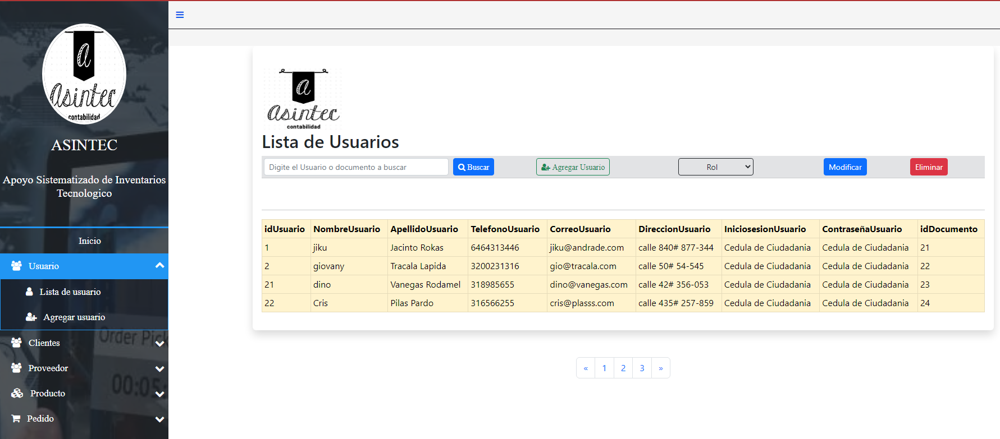 a
Asintec
contabilidad
ASINTEC
Apoyo Sistematizado de Inventarios
Tecnologico
Inicio
Usuario
Lista de usuario
Agregar usuario
Clientes
Proveedor
Producto
Pedido
Order Pick
00:05
a
Asintec
contabilidad
Lista de Usuarios
Digite el Usuario o documento a buscar Buscar Agregar Usuario Rol Modificar Eliminar
idUsuario NombreUsuario ApellidoUsuario TelefonoUsuario CorreoUsuario DireccionUsuario IniciosesionUsuario ContraseñaUsuario idDocumento
1 jiku Jacinto Rokas 6464313446 jiku@andrade.com calle 840# 877-344 Cedula de Ciudadania Cedula de Ciudadania 21
2 giovany Tracala Lapida 3200231316 gio@tracala.com calle 50# 54-545 Cedula de Ciudadania Cedula de Ciudadania 22
21 dino Vanegas Rodamel 318985655 dino@vanegas.com calle 42# 356-053 Cedula de Ciudadania Cedula de Ciudadania 23
22 Cris Pilas Pardo 316566255 cris@plasss.com calle 435# 257-859 Cedula de Ciudadania Cedula de Ciudadania 24
« 1 2 3 »